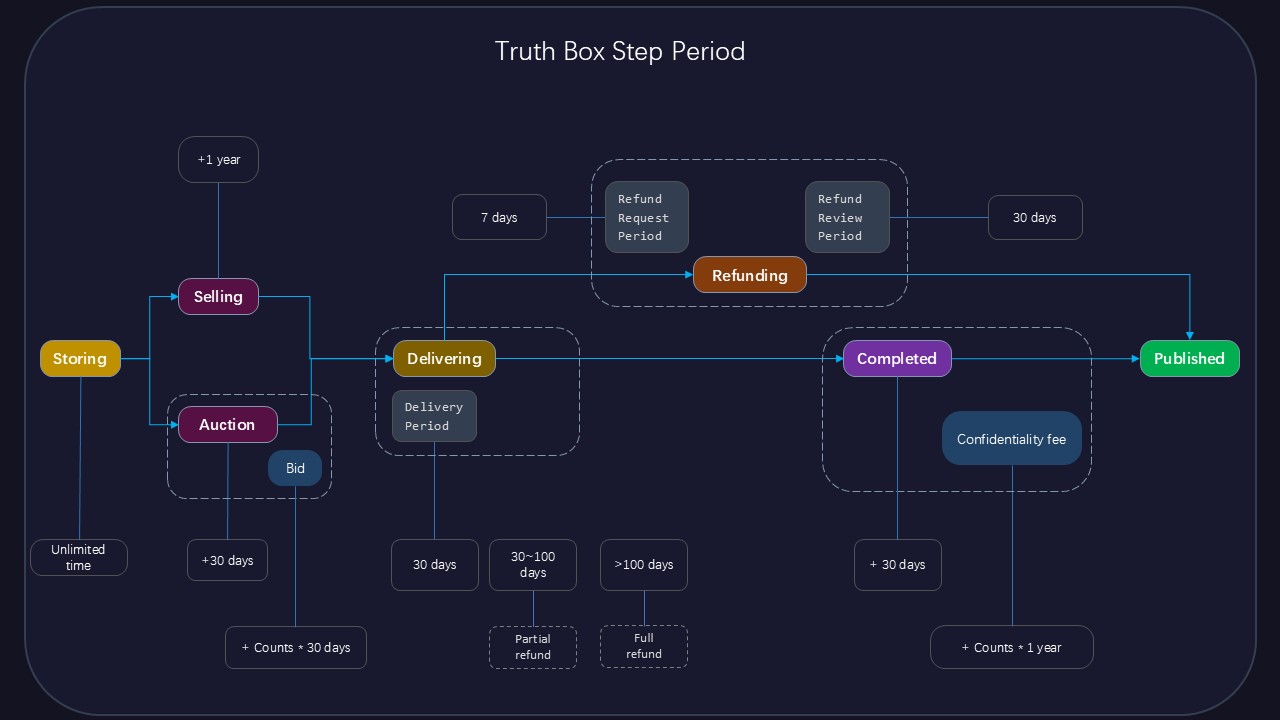 Truth Box Step Period
+1 year
Refund
Request
Period
Refund
Review
Period
7 days
30 days
Refunding
Selling
Storing
Delivering
Completed
Published
Delivery
Period
Auction
Bid
Confidentiality fee
Unlimited
time
+30 days
30 days
30~100
days
>100 days
+ 30 days
+ Counts * 30 days
Partial
refund
Full
refund
+ Counts * 1 year